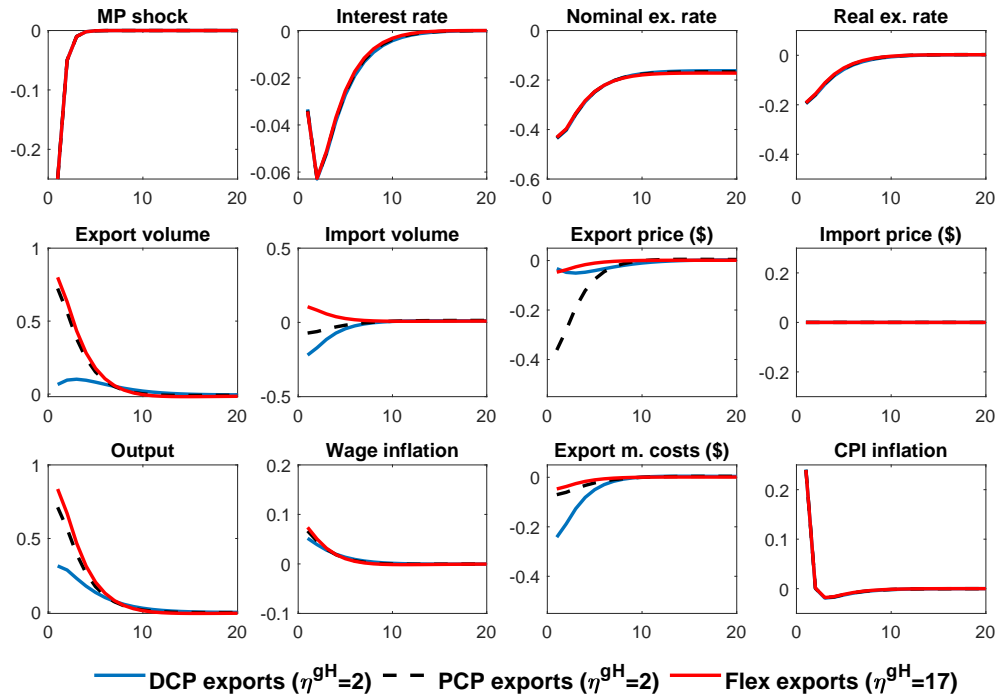 MP shock
0
-0.1
-0.2
0 10 20
Interest rate
0
-0.02
-0.04
-0.06
0 10 20
Nominal ex. rate
0
-0.2
-0.4
-0.6
0 10 20
Real ex. rate
0
-0.2
-0.4
0 10 20
Export volume
1
0.5
0
0 10 20
Import volume
0.5
0
-0.5
0 10 20
Export price ($)
0
-0.2
-0.4
0 10 20
Import price ($)
0.2
0
-0.2
0 10 20
Output
1
0.5
0
0 10 20
Wage inflation
0.2
0.1
0
-0.1
0 10 20
Export m. costs ($)
0
-0.2
-0.4
0 10 20
CPI inflation
0.2
0.1
0
0 10 20
DCP exports (η^gH=2) PCP exports (η^gH=2) Flex exports (η^gH=17)